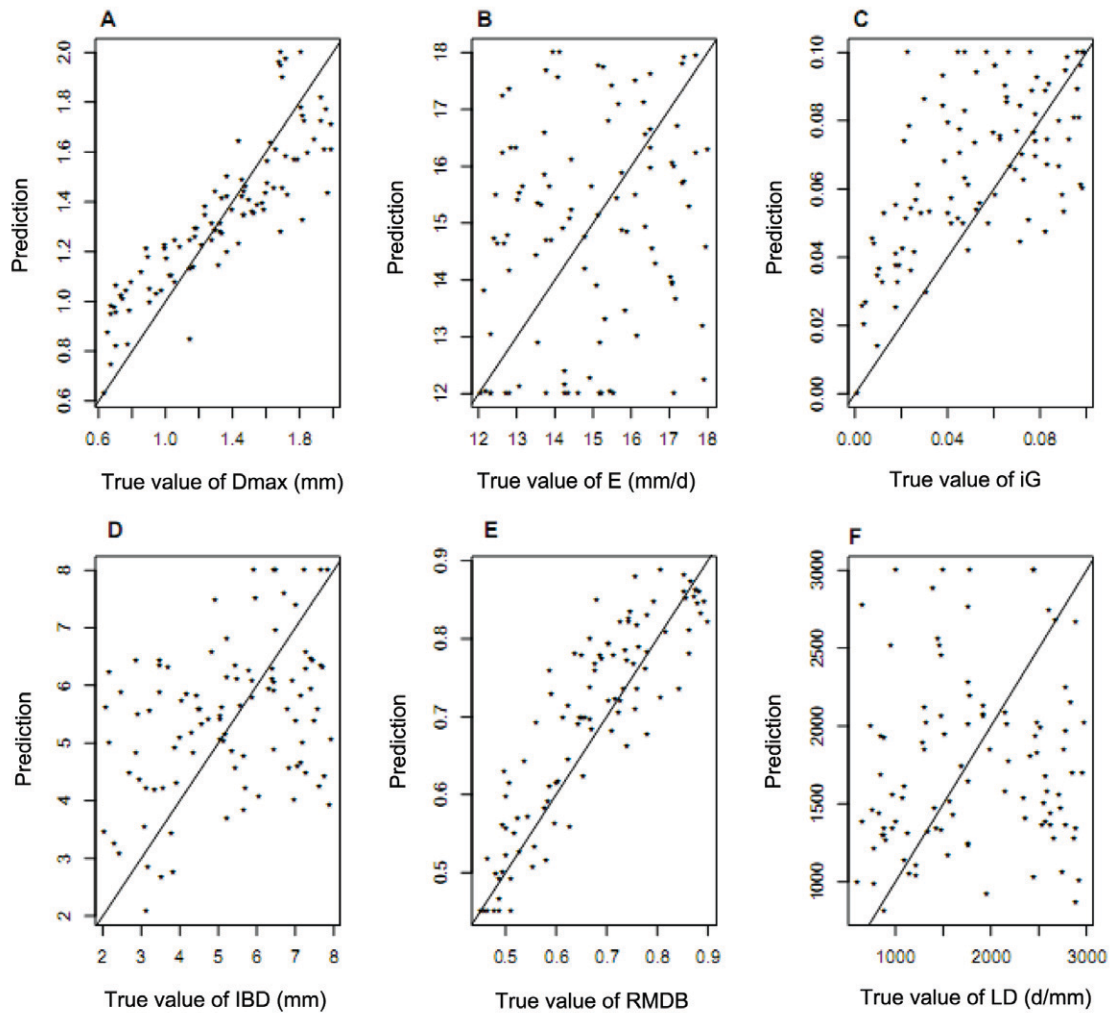 A
B
C
Prediction
0.6 0.8 1.0 1.2 1.4 1.6 1.8 2.0
0.6 1.0 1.4 1.8
True value of Dmax (mm)
Prediction
12 13 14 15 16 17 18
12 13 14 15 16 17 18
True value of E (mm/d)
Prediction
0.00 0.02 0.04 0.06 0.08 0.10
0.00 0.04 0.08
True value of iG
D
E
F
Prediction
2 3 4 5 6 7 8
2 3 4 5 6 7 8
True value of IBD (mm)
Prediction
0.5 0.6 0.7 0.8 0.9
0.5 0.6 0.7 0.8 0.9
True value of RMDB
Prediction
1000 1500 2000 2500 3000
1000 2000 3000
True value of LD (d/mm)